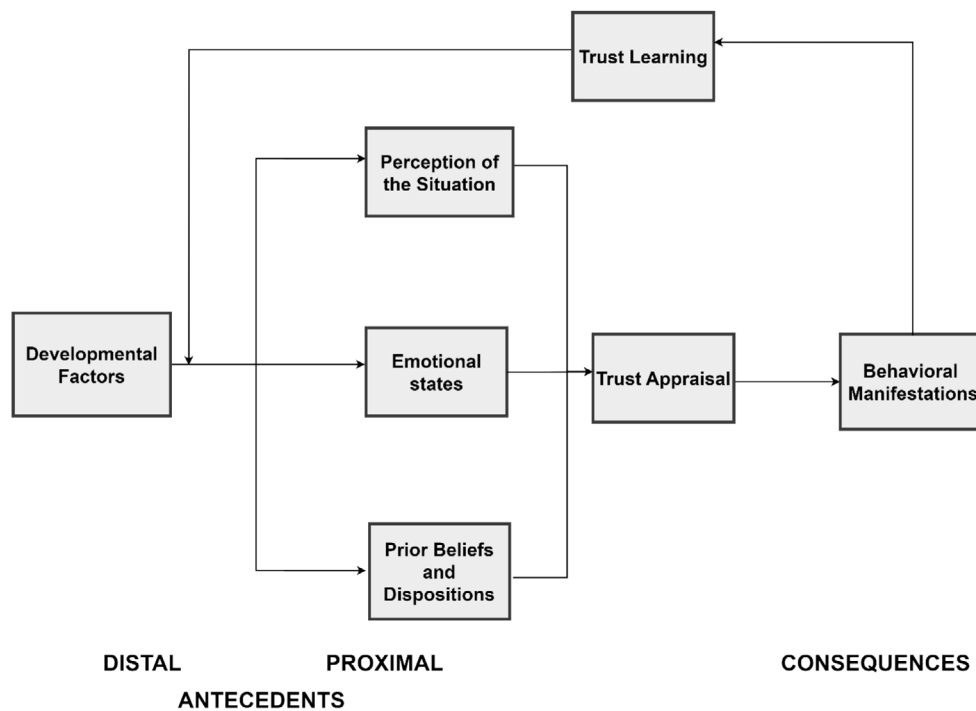 Trust Learning
Perception of
the Situation
Developmental
Factors
Emotional
states
Trust Appraisal
Behavioral
Manifestations
Prior Beliefs
and
Dispositions
DISTAL
PROXIMAL
CONSEQUENCES
ANTECEDENTS